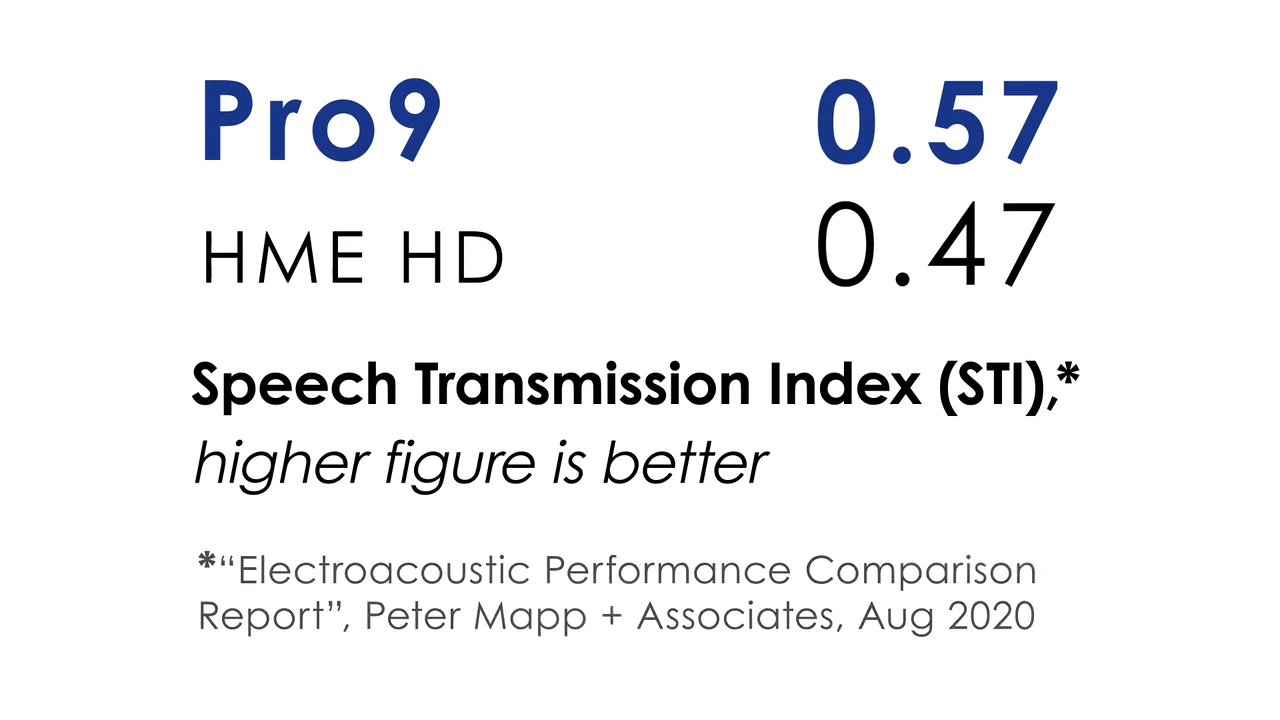 Pro9 0.57
HME HD 0.47
Speech Transmission Index (STI),*
higher figure is better
*“Electroacoustic Performance Comparison
Report”, Peter Mapp + Associates, Aug 2020